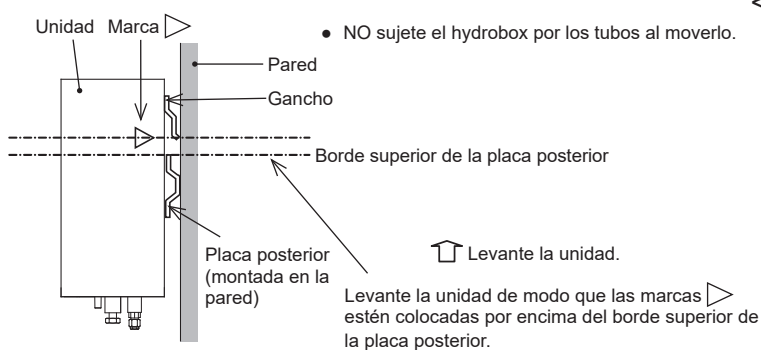 Unidad Marca
● NO sujete el hydrobox por los tubos al moverlo.
Pared
Gancho
Borde superior de la placa posterior
Placa posterior
(montada en la
pared)
Levante la unidad.
Levante la unidad de modo que las marcas ▷
estén colocadas por encima del borde superior de
la placa posterior.